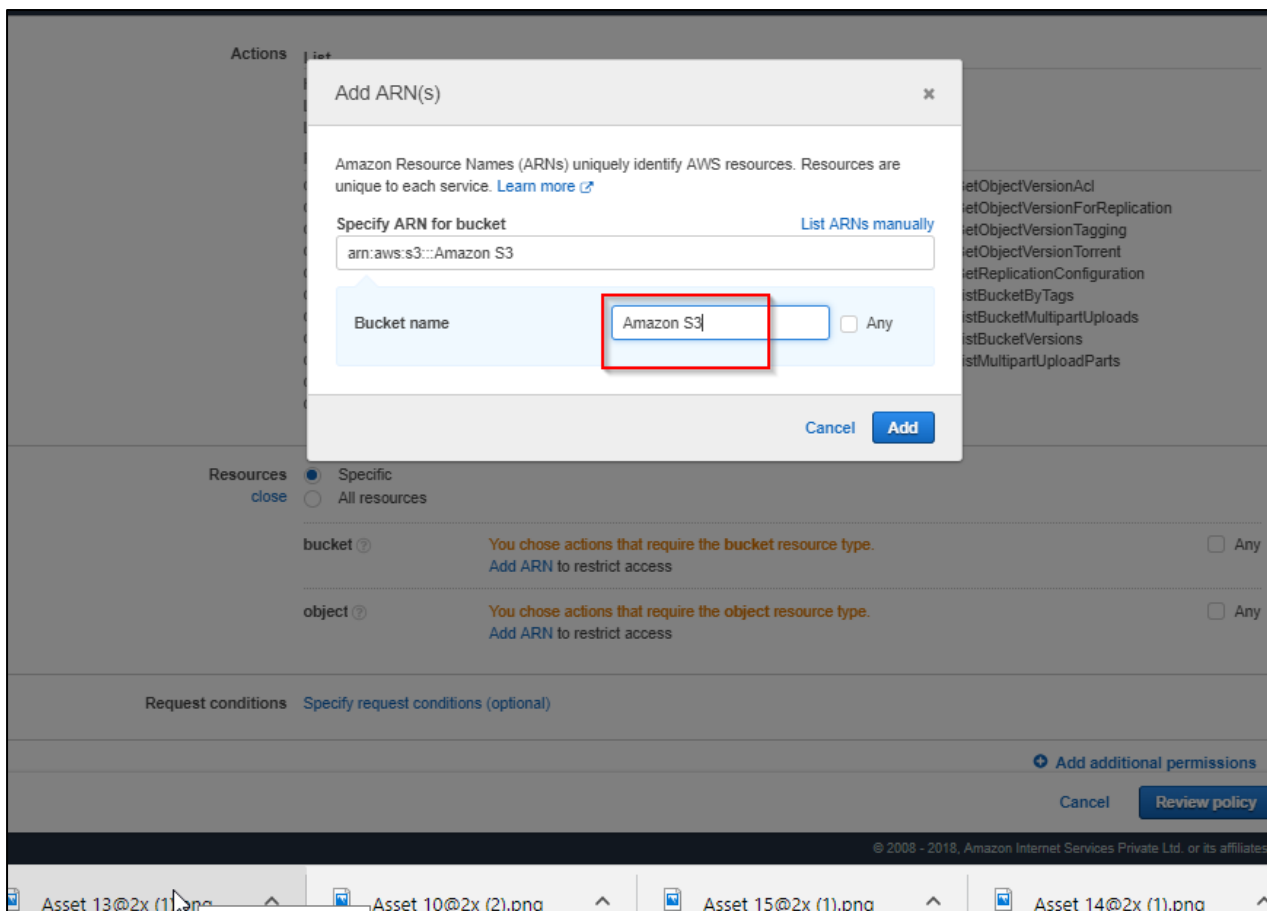 Actions
List
Add ARN(s)
Amazon Resource Names (ARNs) uniquely identify AWS resources. Resources are
unique to each service. Learn more
Specify ARN for bucket List ARNs manually
arn:aws:s3:::Amazon S3
Bucket name Amazon S3 Any
Cancel Add
etObjectVersionAcl
etObjectVersionForReplication
etObjectVersionTagging
etObjectVersionTorrent
etReplicationConfiguration
istBucketByTags
istBucketMultipartUploads
istBucketVersions
istMultipartUploadParts
Resources Specific
close All resources
bucket You chose actions that require the bucket resource type. Any
Add ARN to restrict access
object You chose actions that require the object resource type. Any
Add ARN to restrict access
Request conditions Specify request conditions (optional)
Add additional permissions
Cancel Review policy
© 2008 - 2018, Amazon Internet Services Private Ltd. or its affiliates
Asset 13@2x (1).png Asset 10@2x (2).png Asset 15@2x (1).png Asset 14@2x (1).png